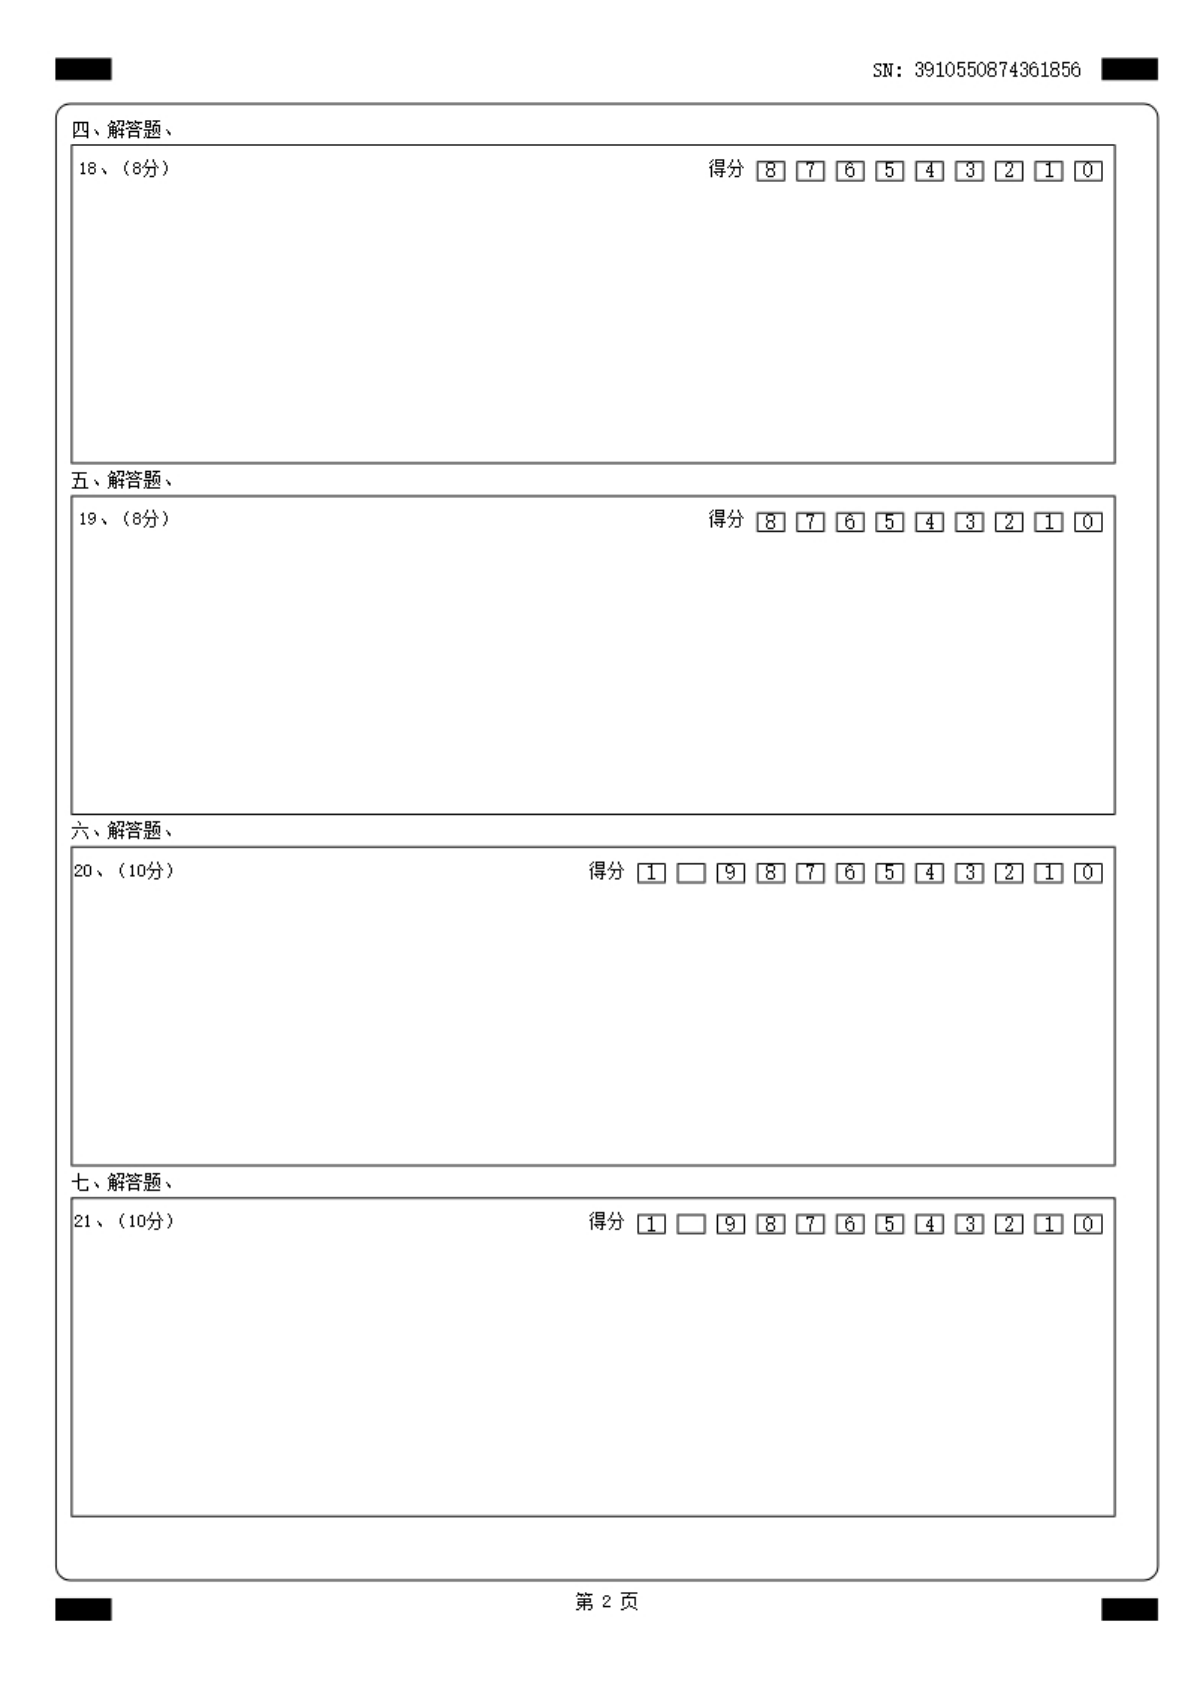 SN: 3910550874361856
四、解答题、
18、（8分） 得分 8 7 6 5 4 3 2 1 0
五、解答题、
19、（8分） 得分 8 7 6 5 4 3 2 1 0
六、解答题、
20、（10分） 得分 1 9 8 7 6 5 4 3 2 1 0
七、解答题、
21、（10分） 得分 1 9 8 7 6 5 4 3 2 1 0
第 2 页